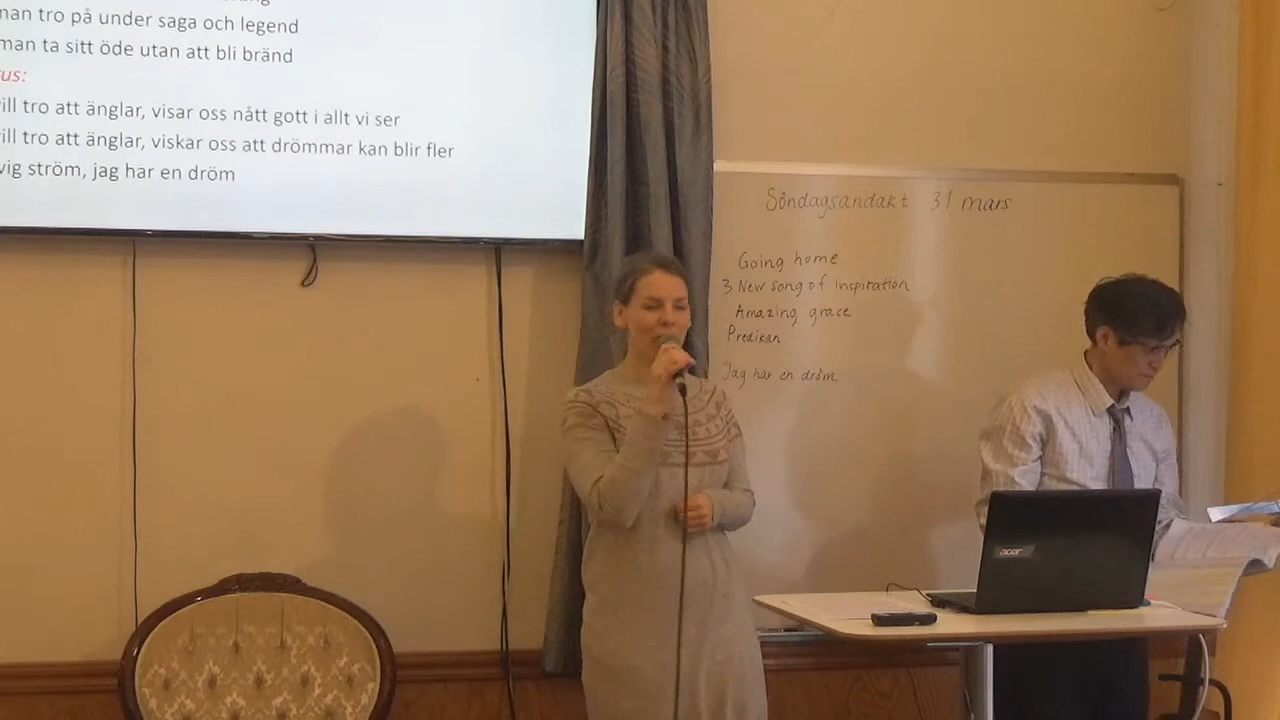 man tro på under saga och legend
man ta sitt öde utan att bli bränd
us:
ill tro att änglar, visar oss nått gott i allt vi ser
ill tro att änglar, viskar oss att drömmar kan blir fler
vig ström, jag har en dröm
Söndagsandakt 31 mars
Going home
3 New song of inspiration
Amazing grace
Predikan
Jag har en dröm
acer